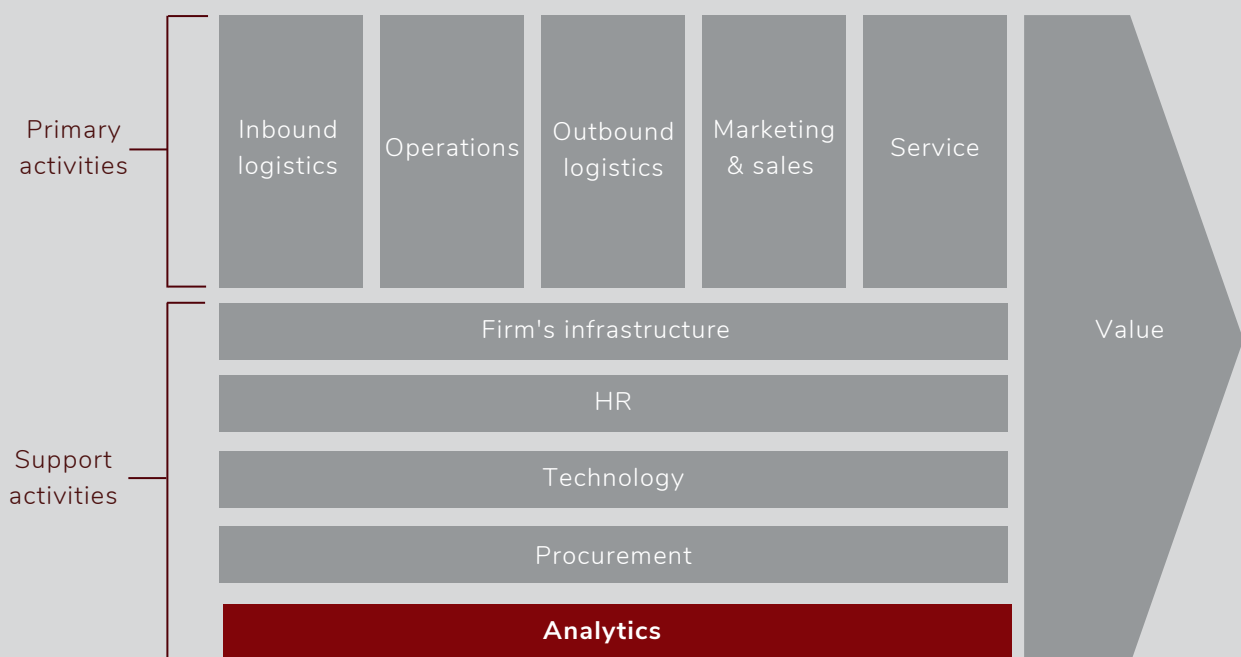 Primary
activities
Inbound
logistics
Operations
Outbound
logistics
Marketing
& sales
Service
Firm's infrastructure
Value
HR
Support
activities
Technology
Procurement
Analytics